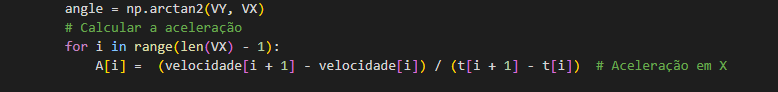 angle = np.arctan2(VY, VX)
# Calcular a aceleração
for i in range(len(VX) - 1):
    A[i] =  (velocidade[i + 1] - velocidade[i]) / (t[i + 1] - t[i])  # Aceleração em X